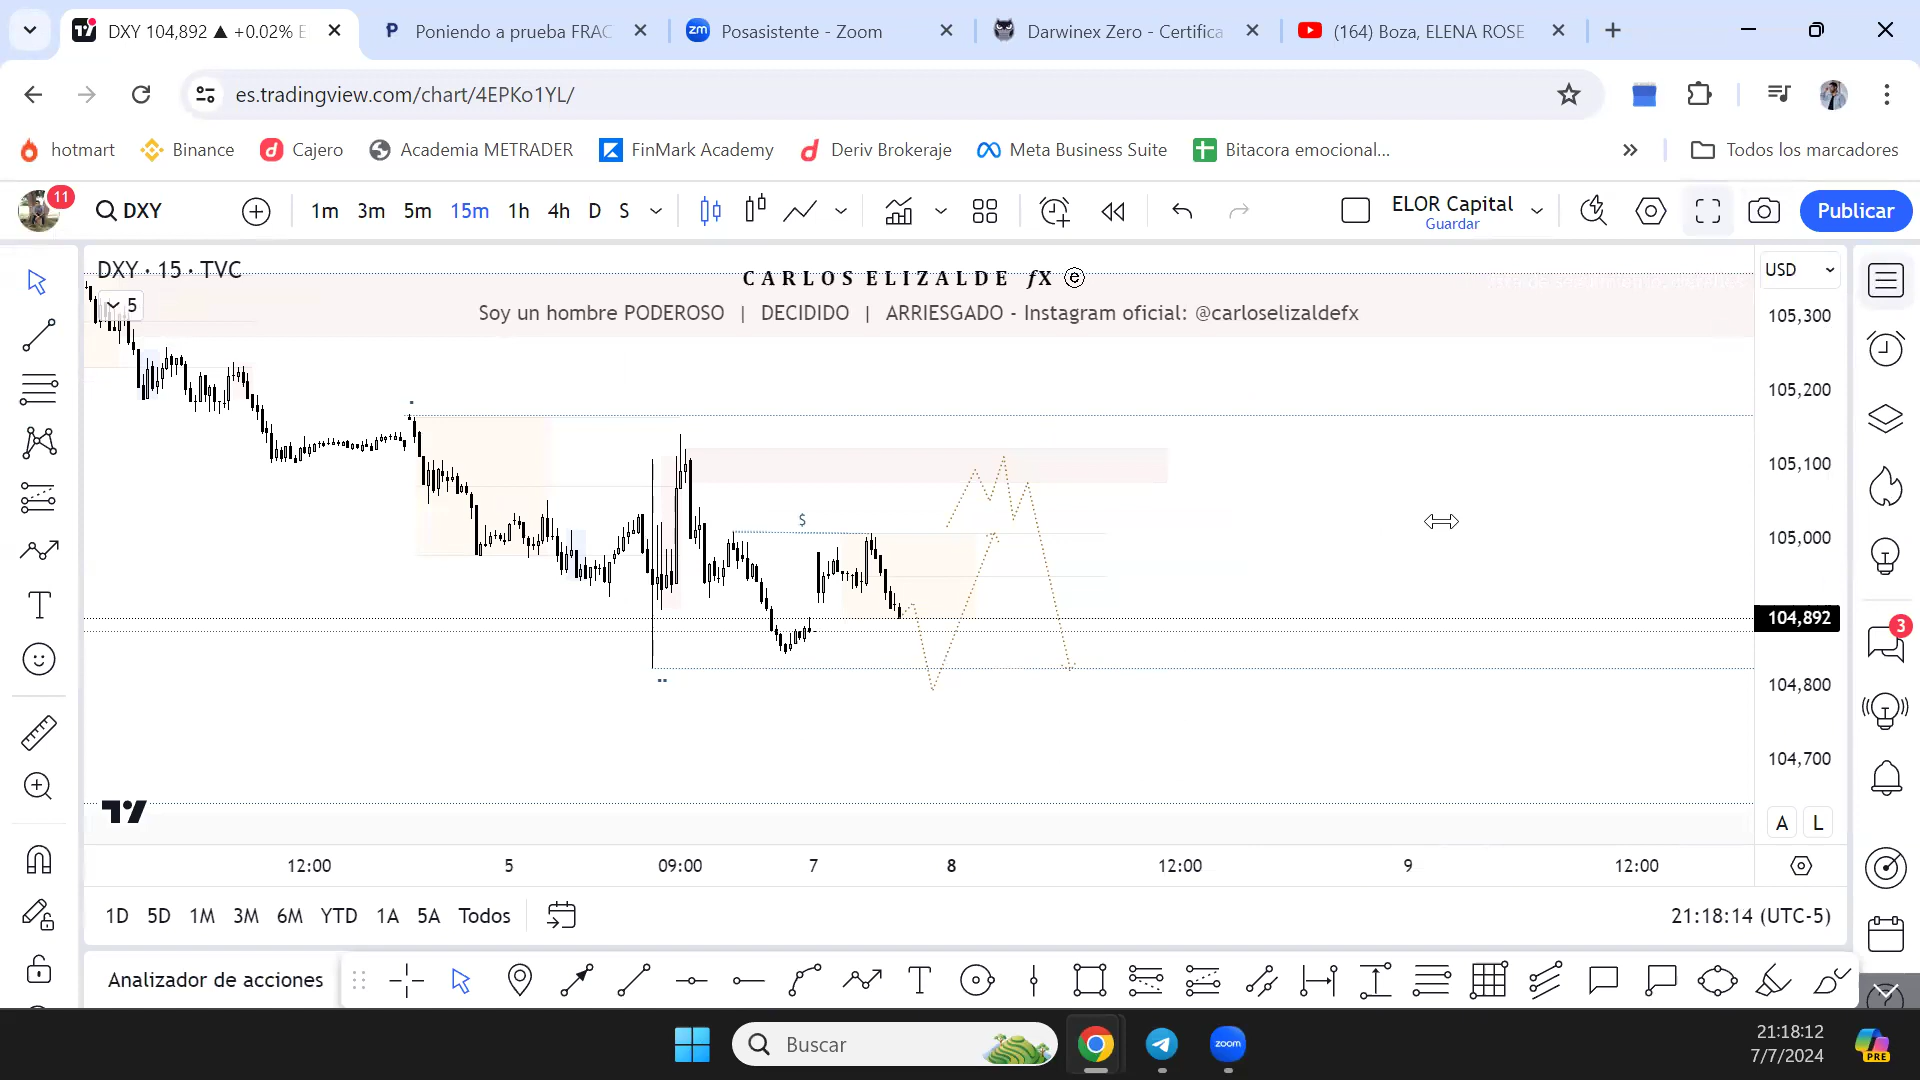 DXY 104,892 ▲ +0.02% E
Poniendo a prueba FRAC
Posasistente - Zoom
Darwinex Zero - Certifica
(164) Boza, ELENA ROSE
es.tradingview.com/chart/4EPKo1YL/
hotmart
Binance
Cajero
Academia METRADER
FinMark Academy
Deriv Brokeraje
Meta Business Suite
Bitacora emocional...
Todos los marcadores
11
DXY
1m 3m 5m 15m 1h 4h D S
ELOR Capital
Guardar
Publicar
DXY · 15 · TVC
5
CARLOS ELIZALDE fX ©
Soy un hombre PODEROSO | DECIDIDO | ARRIESGADO - Instagram oficial: @carloselizaldefx
USD
105,300
105,200
105,100
$
105,000
104,892
3
104,800
104,700
A L
12:00 5 09:00 7 8 12:00 9 12:00
1D 5D 1M 3M 6M YTD 1A 5A Todos
21:18:14 (UTC-5)
Analizador de acciones
Buscar
zoom
21:18:12
7/7/2024
PRE